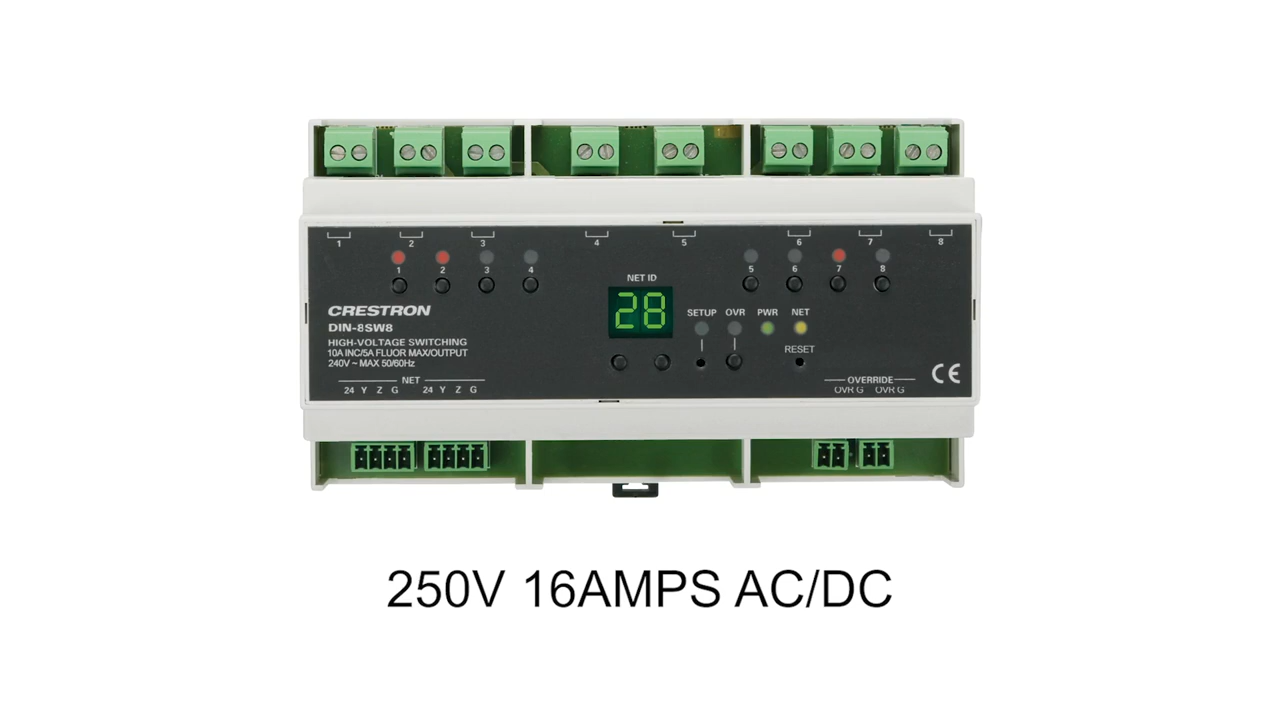 1 2 3 4 5 6 7 8
1 2 3 4 5 6 7 8
NET ID
28
SETUP OVR PWR NET
RESET
CRESTRON
DIN-8SW8
HIGH-VOLTAGE SWITCHING
10A INC/5A FLUOR MAX/OUTPUT
240V ~ MAX 50/60Hz
NET
24 Y Z G 24 Y Z G
OVERRIDE
OVR G OVR G
CE
250V 16AMPS AC/DC